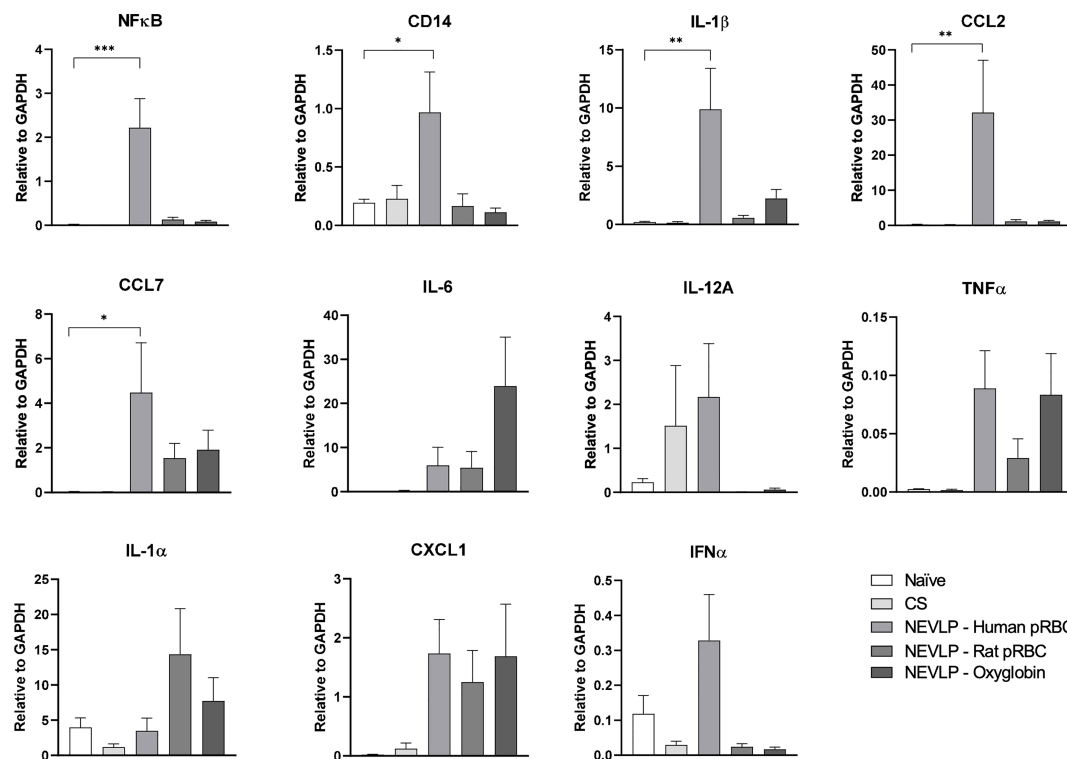 NFκB
CD14
IL-1β
CCL2
***
*
**
**
Relative to GAPDH
4
3
2
1
0
Relative to GAPDH
1.5
1.0
0.5
0.0
Relative to GAPDH
15
10
5
0
Relative to GAPDH
50
40
30
20
10
0
CCL7
IL-6
IL-12A
TNFα
*
Relative to GAPDH
8
6
4
2
0
Relative to GAPDH
40
30
20
10
0
Relative to GAPDH
4
3
2
1
0
Relative to GAPDH
0.15
0.10
0.05
0.00
IL-1α
CXCL1
IFNα
Relative to GAPDH
25
20
15
10
5
0
Relative to GAPDH
3
2
1
0
Relative to GAPDH
0.5
0.4
0.3
0.2
0.1
0.0
Naïve
CS
NEVLP - Human pRBC
NEVLP - Rat pRBC
NEVLP - Oxyglobin